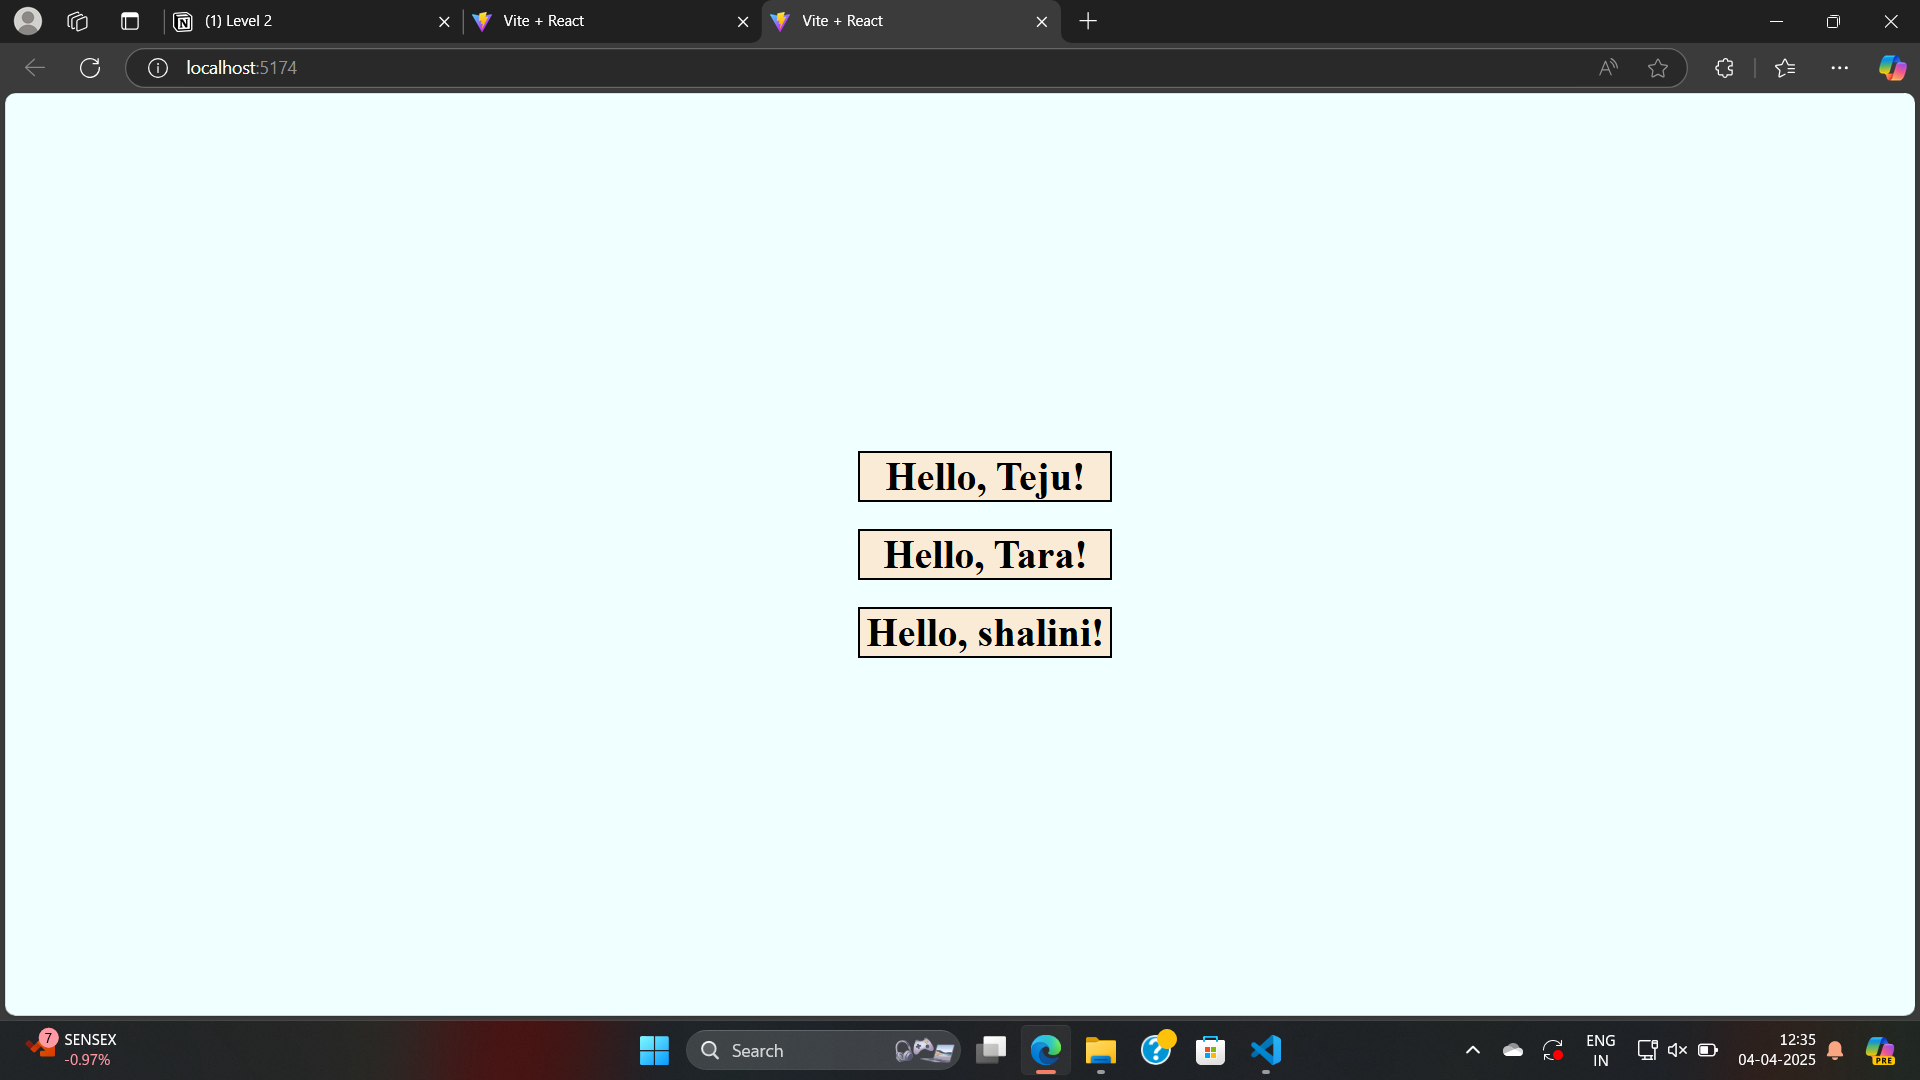 (1) Level 2
Vite + React
Vite + React
localhost:5174
Hello, Teju!
Hello, Tara!
Hello, shalini!
7
SENSEX
-0.97%
Search
ENG
IN
12:35
04-04-2025
PRE